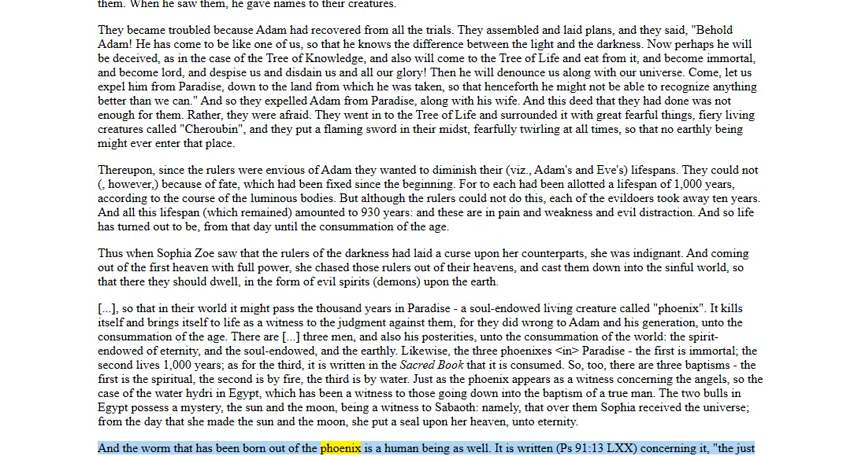 them. When he saw them, he gave names to their creatures.
They became troubled because Adam had recovered from all the trials. They assembled and laid plans, and they said, "Behold
Adam! He has come to be like one of us, so that he knows the difference between the light and the darkness. Now perhaps he will
be deceived, as in the case of the Tree of Knowledge, and also will come to the Tree of Life and eat from it, and become immortal,
and become lord, and despise us and disdain us and all our glory! Then he will denounce us along with our universe. Come, let us
expel him from Paradise, down to the land from which he was taken, so that henceforth he might not be able to recognize anything
better than we can." And so they expelled Adam from Paradise, along with his wife. And this deed that they had done was not
enough for them. Rather, they were afraid. They went in to the Tree of Life and surrounded it with great fearful things, fiery living
creatures called "Cheroubin", and they put a flaming sword in their midst, fearfully twirling at all times, so that no earthly being
might ever enter that place.
Thereupon, since the rulers were envious of Adam they wanted to diminish their (viz., Adam's and Eve's) lifespans. They could not
(, however,) because of fate, which had been fixed since the beginning. For to each had been allotted a lifespan of 1,000 years,
according to the course of the luminous bodies. But although the rulers could not do this, each of the evildoers took away ten years.
And all this lifespan (which remained) amounted to 930 years: and these are in pain and weakness and evil distraction. And so life
has turned out to be, from that day until the consummation of the age.
Thus when Sophia Zoe saw that the rulers of the darkness had laid a curse upon her counterparts, she was indignant. And coming
out of the first heaven with full power, she chased those rulers out of their heavens, and cast them down into the sinful world, so
that there they should dwell, in the form of evil spirits (demons) upon the earth.
[...], so that in their world it might pass the thousand years in Paradise - a soul-endowed living creature called "phoenix". It kills
itself and brings itself to life as a witness to the judgment against them, for they did wrong to Adam and his generation, unto the
consummation of the age. There are [...] three men, and also his posterities, unto the consummation of the world: the spirit-
endowed of eternity, and the soul-endowed, and the earthly. Likewise, the three phoenixes <in> Paradise - the first is immortal; the
second lives 1,000 years; as for the third, it is written in the Sacred Book that it is consumed. So, too, there are three baptisms - the
first is the spiritual, the second is by fire, the third is by water. Just as the phoenix appears as a witness concerning the angels, so the
case of the water hydri in Egypt, which has been a witness to those going down into the baptism of a true man. The two bulls in
Egypt possess a mystery, the sun and the moon, being a witness to Sabaoth: namely, that over them Sophia received the universe;
from the day that she made the sun and the moon, she put a seal upon her heaven, unto eternity.
And the worm that has been born out of the phoenix is a human being as well. It is written (Ps 91:13 LXX) concerning it, "the just